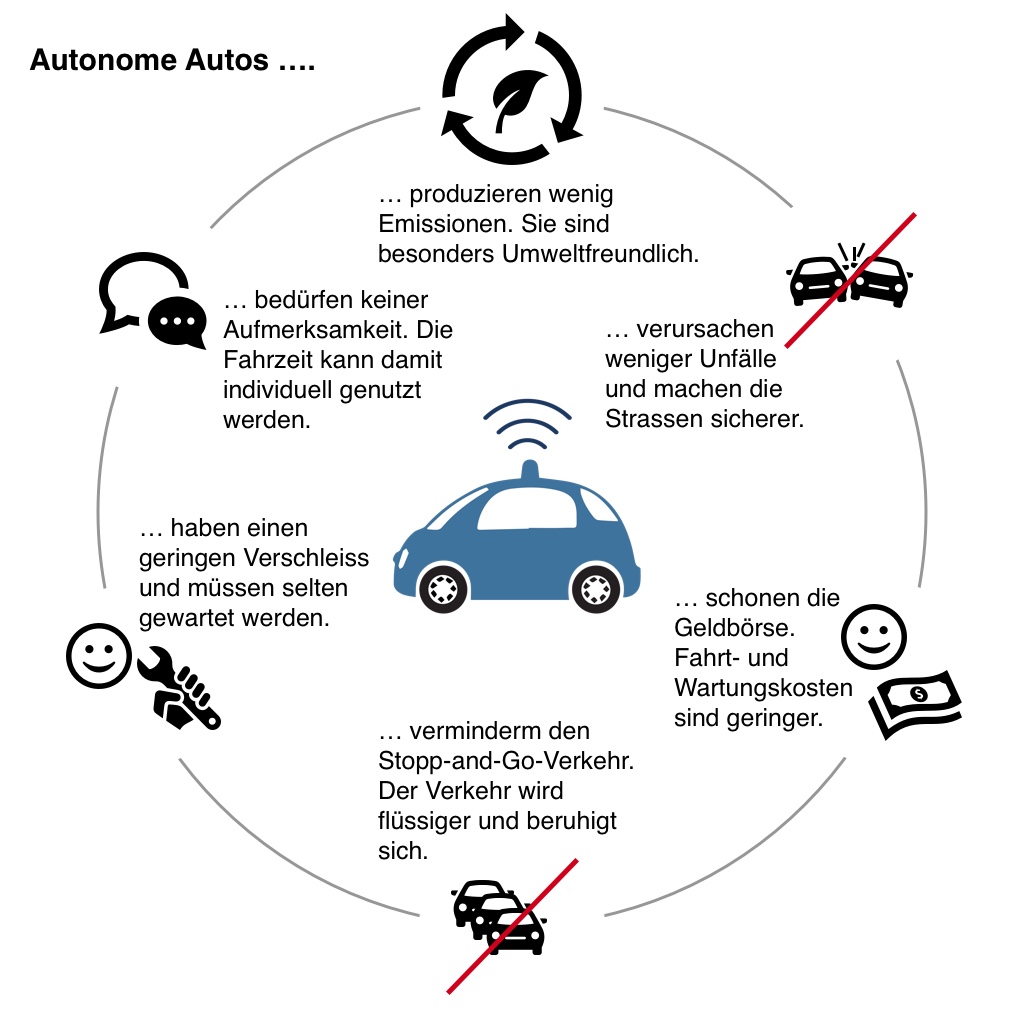 Autonome Autos ....
… produzieren wenig
Emissionen. Sie sind
besonders Umweltfreundlich.
… verursachen
weniger Unfälle
und machen die
Strassen sicherer.
… schonen die
Geldbörse.
Fahrt- und
Wartungskosten
sind geringer.
… verminderm den
Stopp-and-Go-Verkehr.
Der Verkehr wird
flüssiger und beruhigt
sich.
… haben einen
geringen Verschleiss
und müssen selten
gewartet werden.
… bedürfen keiner
Aufmerksamkeit. Die
Fahrzeit kann damit
individuell genutzt
werden.
$